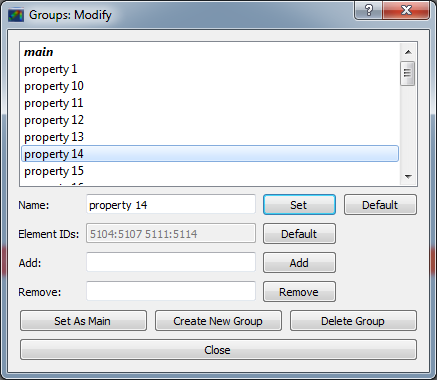 Groups: Modify
main
property 1
property 10
property 11
property 12
property 13
property 14
property 15
Name: property 14 Set Default
Element IDs: 5104:5107 5111:5114 Default
Add: Add
Remove: Remove
Set As Main Create New Group Delete Group
Close